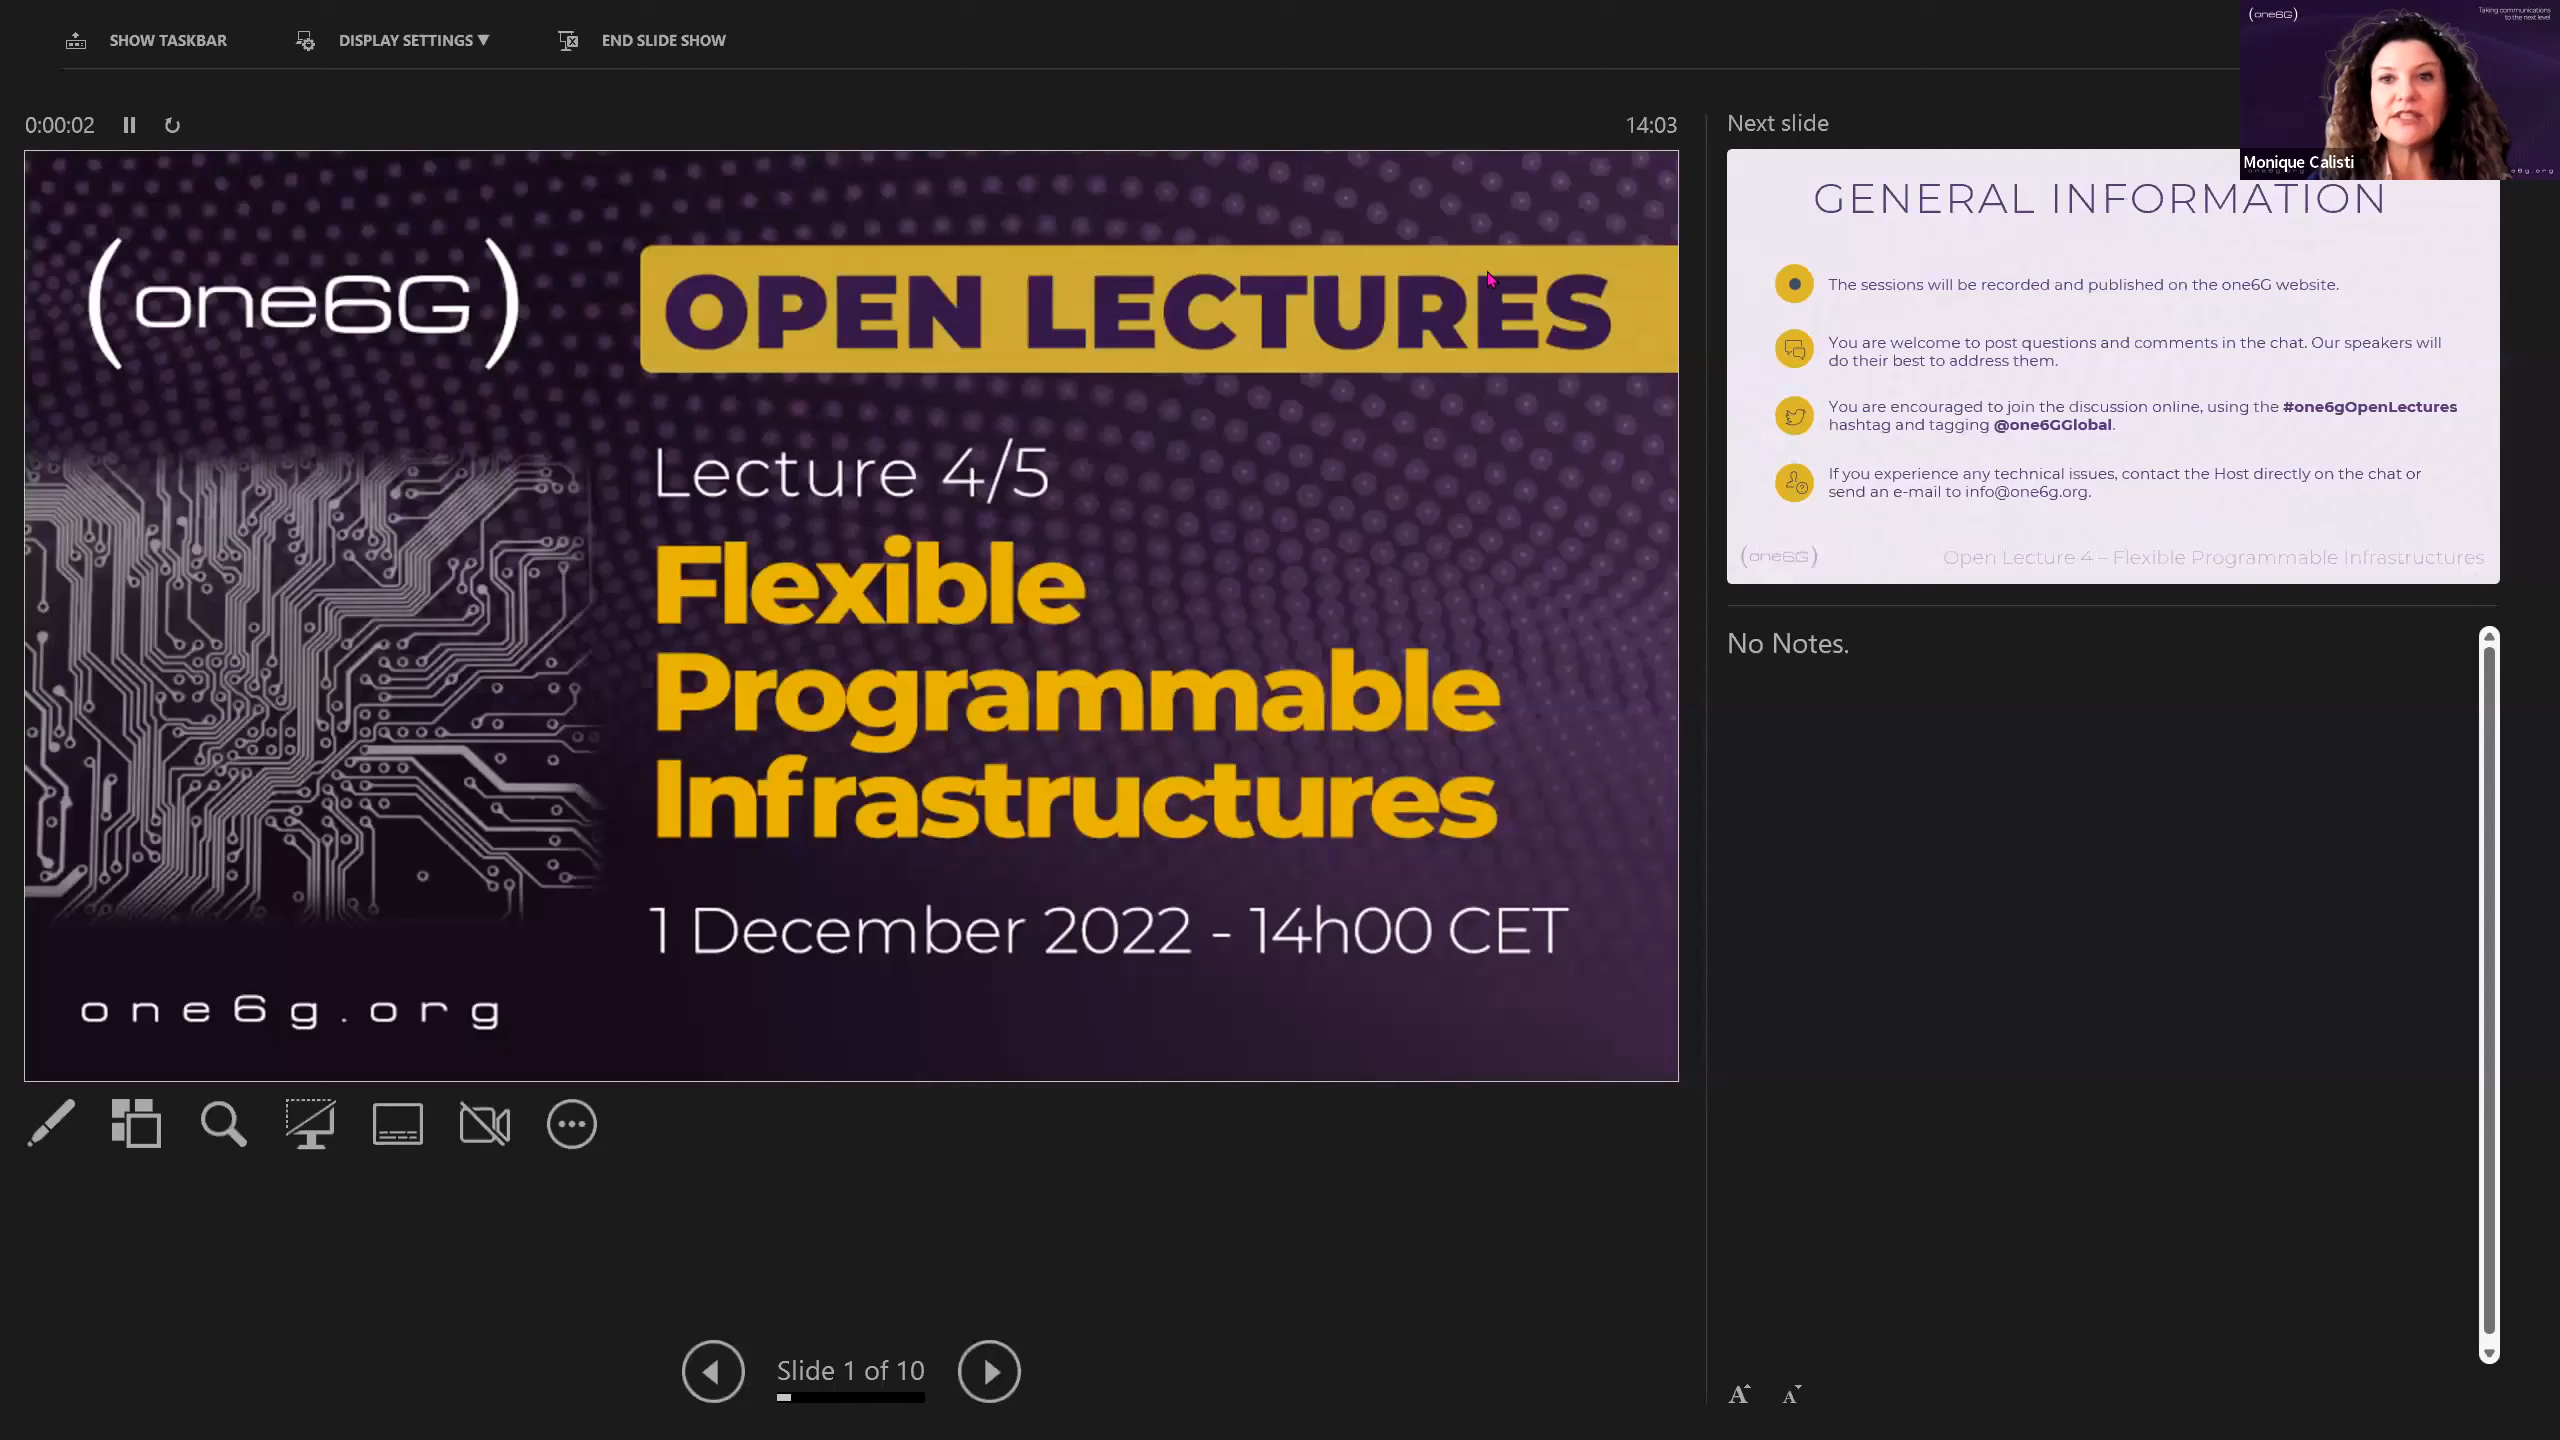 SHOW TASKBAR
DISPLAY SETTINGS ▼
END SLIDE SHOW
(one6G)
Taking communications
to the next level
Monique Calisti
0:00:02
14:03
(one6G)
OPEN LECTURES
Lecture 4/5
Flexible
Programmable
Infrastructures
1 December 2022 - 14h00 CET
one6g.org
Next slide
GENERAL INFORMATION
The sessions will be recorded and published on the one6G website.
You are welcome to post questions and comments in the chat. Our speakers will
do their best to address them.
You are encouraged to join the discussion online, using the #one6gOpenLectures
hashtag and tagging @one6GGlobal.
If you experience any technical issues, contact the Host directly on the chat or
send an e-mail to info@one6g.org.
(one6G)
Open Lecture 4 – Flexible Programmable Infrastructures
No Notes.
Slide 1 of 10
A A